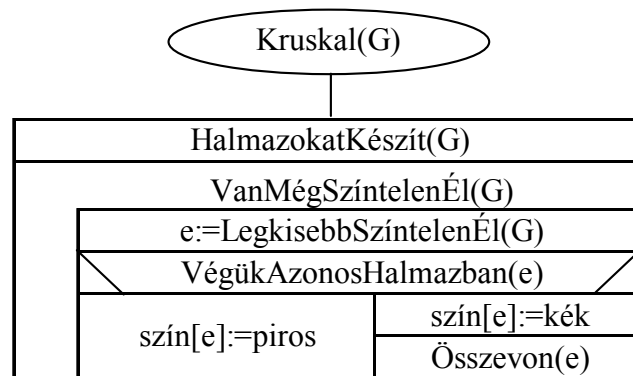 Kruskal(G)
HalmazokatKészít(G)
VanMégSzíntelenÉl(G)
e:=LegkisebbSzíntelenÉl(G)
VégükAzonosHalmazban(e)
szín[e]:=piros
szín[e]:=kék
Összevon(e)